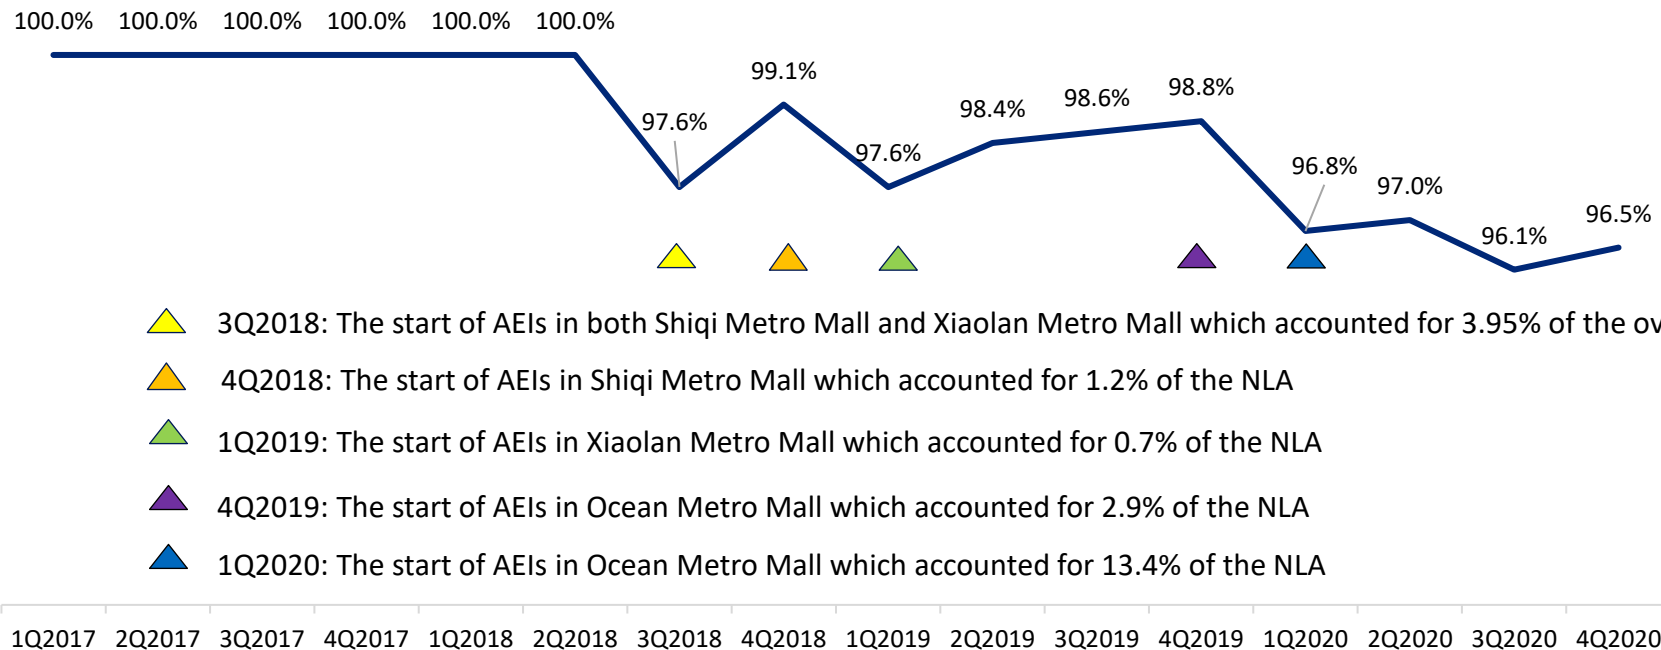 100.0% 100.0% 100.0% 100.0% 100.0% 100.0%
99.1%
98.8%
98.6%
98.4%
97.6%
97.6%
96.8%
97.0%
96.5%
96.1%
3Q2018: The start of AEIs in both Shiqi Metro Mall and Xiaolan Metro Mall which accounted for 3.95% of the
4Q2018: The start of AEIs in Shiqi Metro Mall which accounted for 1.2% of the NLA
1Q2019: The start of AEIs in Xiaolan Metro Mall which accounted for 0.7% of the NLA
4Q2019: The start of AEIs in Ocean Metro Mall which accounted for 2.9% of the NLA
1Q2020: The start of AEIs in Ocean Metro Mall which accounted for 13.4% of the NLA
1Q2017 2Q2017 3Q2017 4Q2017 1Q2018 2Q2018 3Q2018 4Q2018 1Q2019 2Q2019 3Q2019 4Q2019 1Q2020 2Q2020 3Q2020 4Q2020